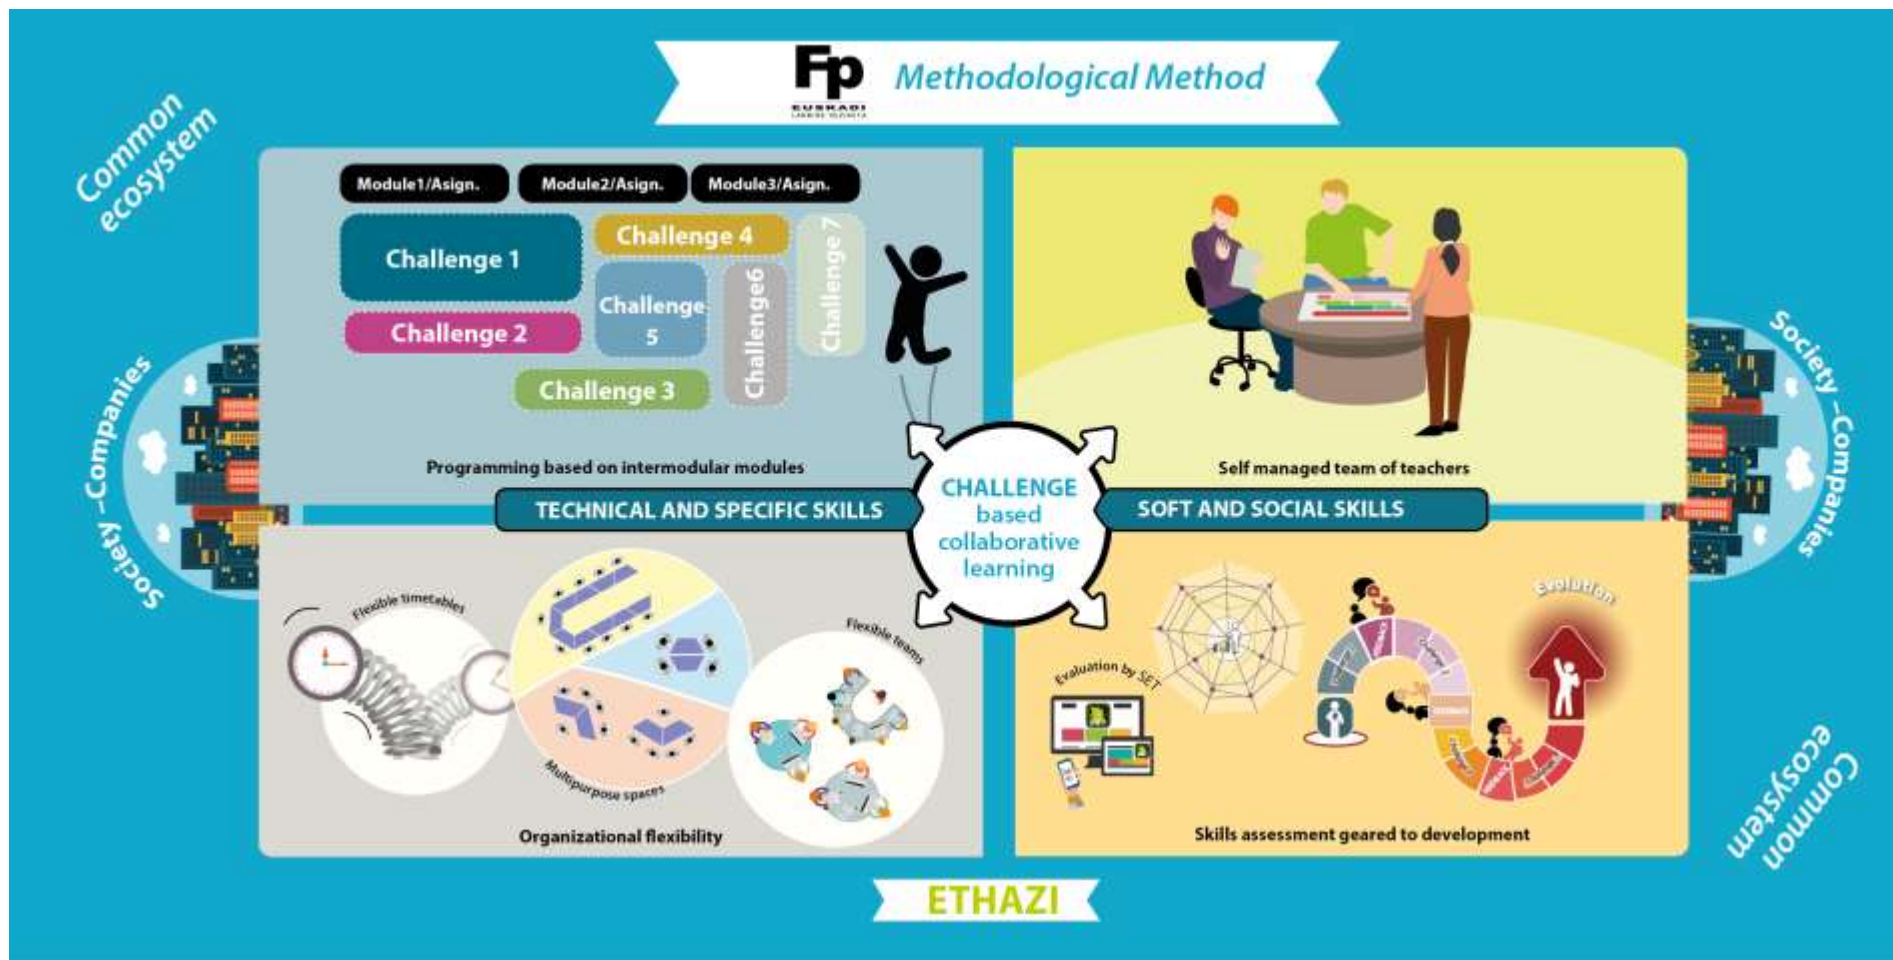 Fp
EUSKADI
Methodological Method
Common
ecosystem
Module1/Asign.
Module2/Asign.
Module3/Asign.
Challenge 1
Challenge 2
Challenge 3
Challenge 4
Challenge
5
Challenge6
Challenge 7
Programming based on intermodular modules
Self managed team of teachers
Society –Companies
Society –Companies
TECHNICAL AND SPECIFIC SKILLS
CHALLENGE
based
collaborative
learning
SOFT AND SOCIAL SKILLS
Flexible timetables
Multipurpose spaces
Flexible teams
Organizational flexibility
Evaluation by SET
Evolution
Skills assessment geared to development
Common
ecosystem
ETHAZI